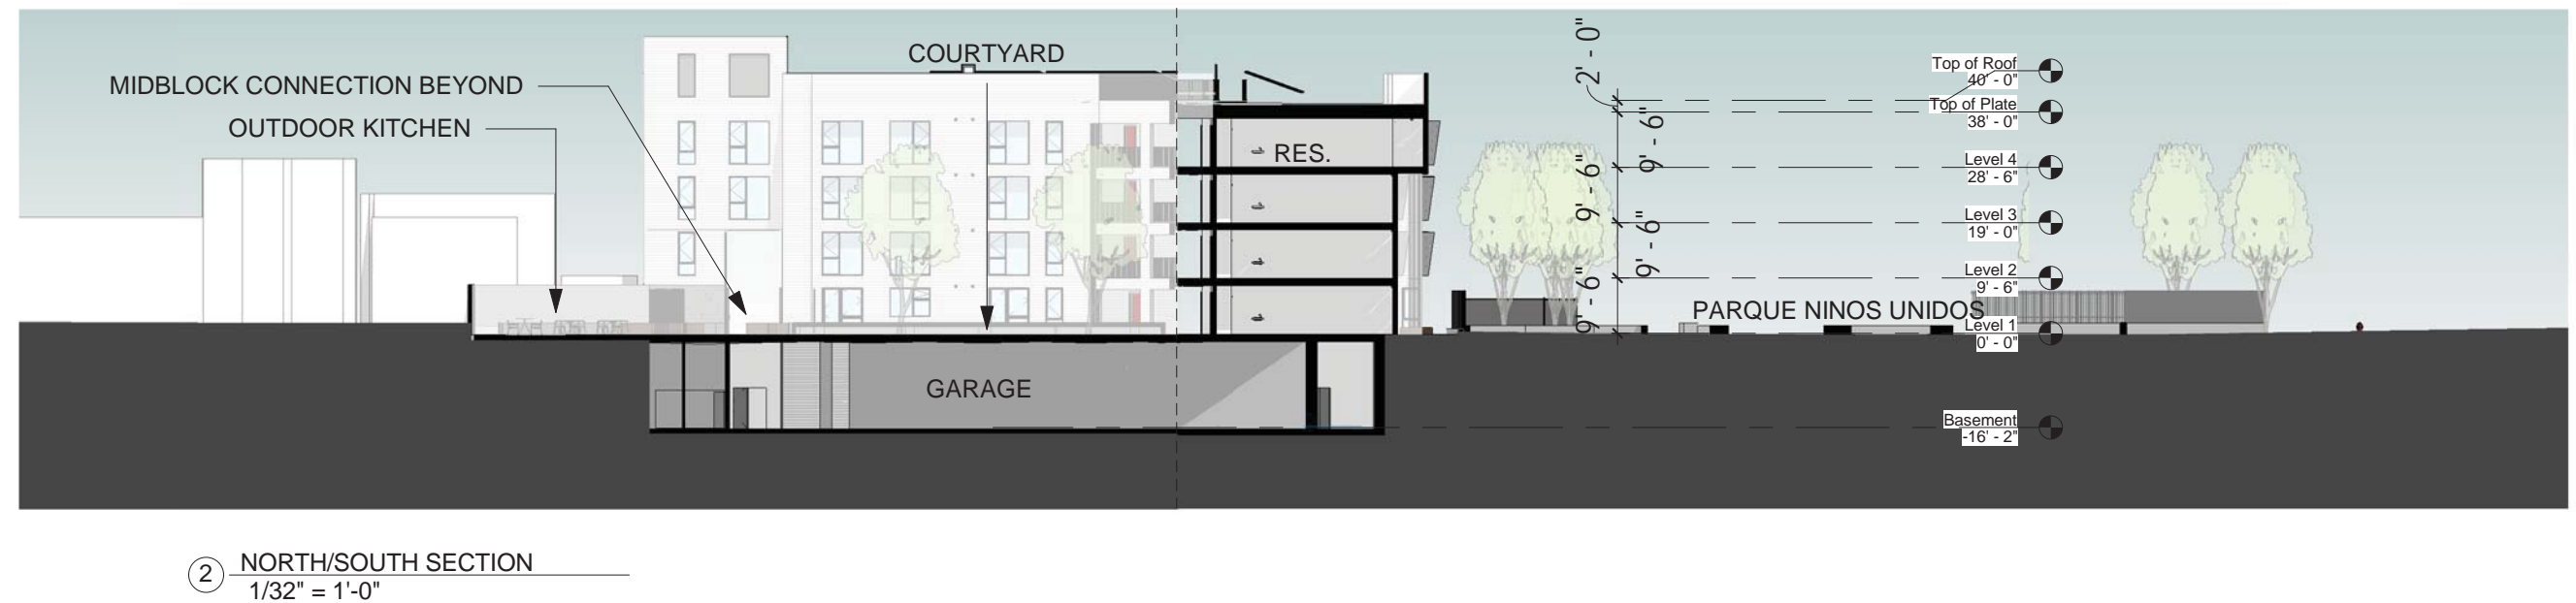 COURTYARD
MIDBLOCK CONNECTION BEYOND
OUTDOOR KITCHEN
RES.
GARAGE
PARQUE NINOS UNIDOS
2' - 0"
9' - 6"
9' - 6"
9' - 6"
9' - 6"
Top of Roof
40' - 0"
Top of Plate
38' - 0"
Level 4
28' - 6"
Level 3
19' - 0"
Level 2
9' - 6"
Level 1
0' - 0"
Basement
-16' - 2"
2
NORTH/SOUTH SECTION
1/32" = 1'-0"